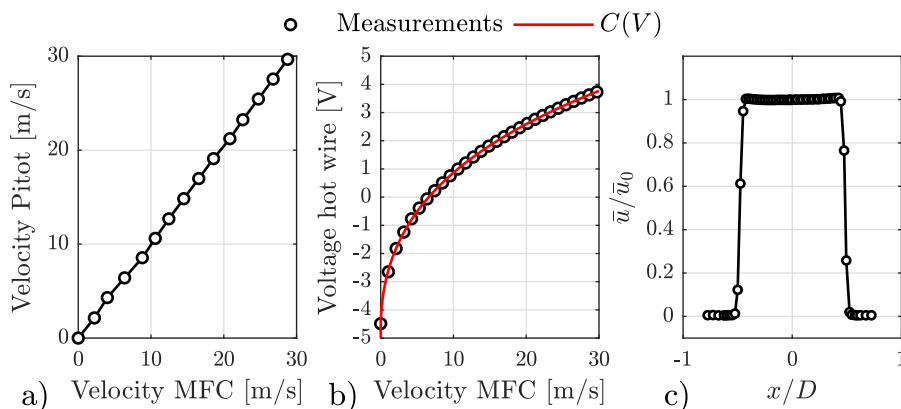 Measurements C(V)
30
20
10
0
0 10 20 30
Velocity Pitot [m/s]
Velocity MFC [m/s]
a)
5
4
3
2
1
0
-1
-2
-3
-4
-5
0 10 20 30
Voltage hot wire [V]
Velocity MFC [m/s]
b)
1
0.8
0.6
0.4
0.2
0
-1 0 1
ū/ū₀
x/D
c)